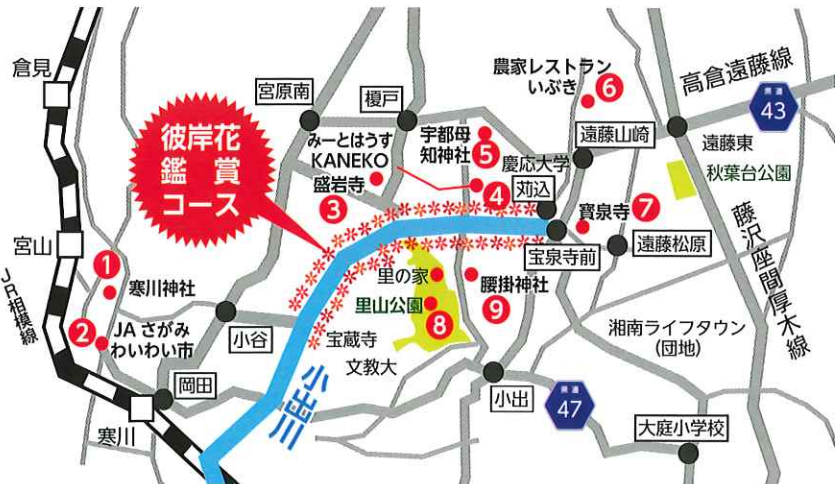 倉見
宮山
JR相模線
寒川
彼岸花
鑑賞
コース
宮原南
榎戸
みーとはうす
KANEKO
盛岩寺
3
宇都母
知神社
5
4
農家レストラン
いぶき
6
高倉遠藤線
県道
43
遠藤山崎
遠藤東
秋葉台公園
慶応大学
苅込
寳泉寺
7
宝泉寺前
遠藤松原
藤沢座間厚木線
1
寒川神社
2
JAさがみ
わいわい市
岡田
小谷
宝蔵寺
小出川
里の家
里山公園
8
腰掛神社
9
文教大
小出
県道
47
湘南ライフタウン
(団地)
大庭小学校